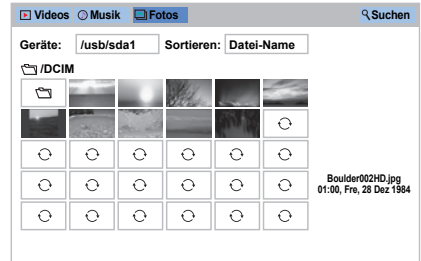 Videos Musik Fotos Suchen
Geräte: /usb/sda1 Sortieren: Datei-Name
/DCIM
Boulder002HD.jpg
01:00, Fre, 28 Dez 1984